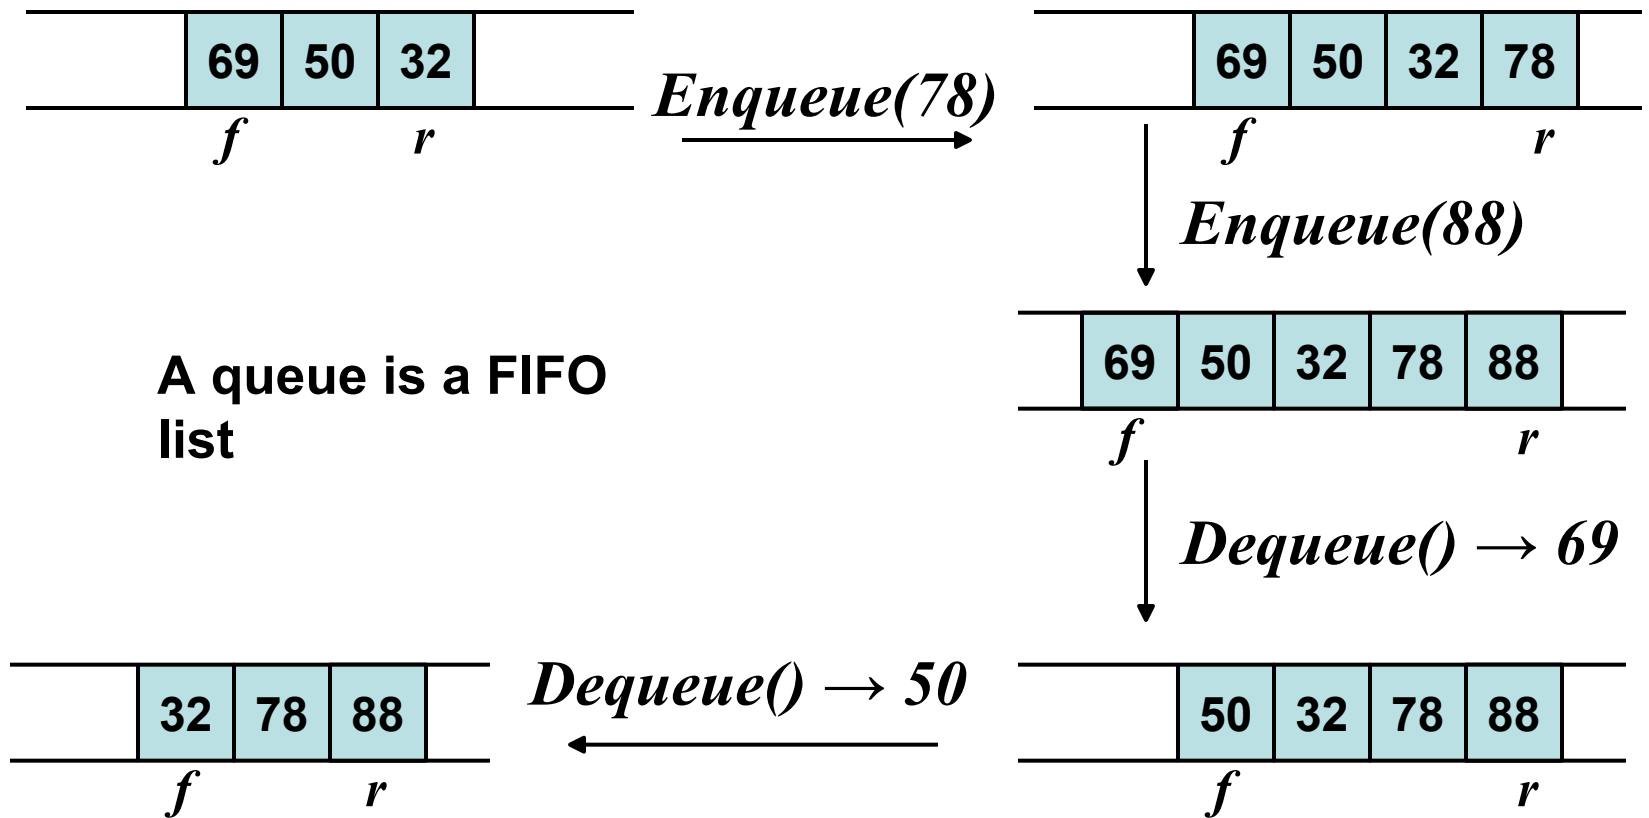 69 50 32
f r
Enqueue(78)
69 50 32 78
f r
Enqueue(88)
69 50 32 78 88
f r
A queue is a FIFO
list
Dequeue() → 69
50 32 78 88
f r
Dequeue() → 50
32 78 88
f r